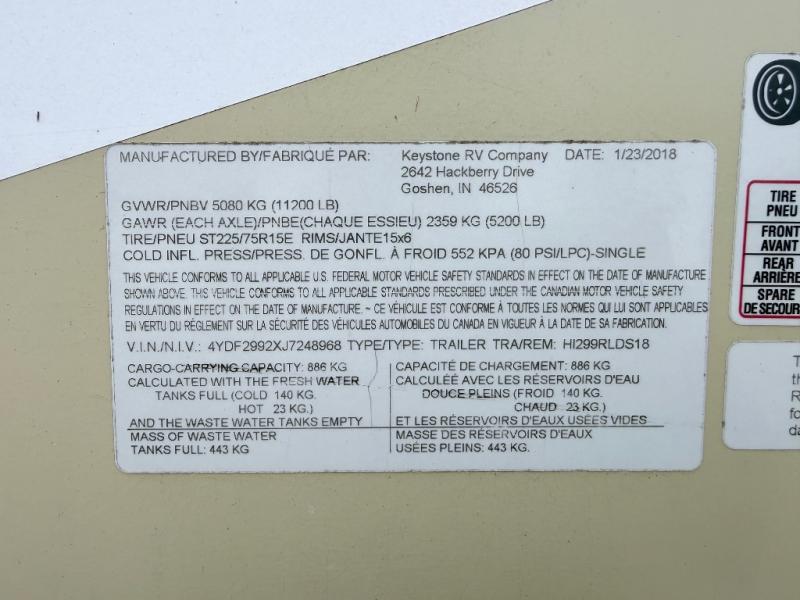 MANUFACTURED BY/FABRIQUÉ PAR: Keystone RV Company DATE: 1/23/2018
2642 Hackberry Drive
Goshen, IN 46526
GVWR/PNBV 5080 KG (11200 LB)
GAWR (EACH AXLE)/PNBE(CHAQUE ESSIEU) 2359 KG (5200 LB)
TIRE/PNEU ST225/75R15E RIMS/JANTE15x6
COLD INFL. PRESS/PRESS. DE GONFL. À FROID 552 KPA (80 PSI/LPC)-SINGLE
THIS VEHICLE CONFORMS TO ALL APPLICABLE U.S. FEDERAL MOTOR VEHICLE SAFETY STANDARDS IN EFFECT ON THE DATE OF MANUFACTURE
SHOWN ABOVE. THIS VEHICLE CONFORMS TO ALL APPLICABLE STANDARDS PRESCRIBED UNDER THE CANADIAN MOTOR VEHICLE SAFETY
REGULATIONS IN EFFECT ON THE DATE OF MANUFACTURE. ~ CE VÉHICULE EST CONFORME À TOUTES LES NORMES QUI LUI SONT APPLICABLES
EN VERTU DU RÈGLEMENT SUR LA SÉCURITÉ DES VÉHICULES AUTOMOBILES DU CANADA EN VIGUEUR À LA DATE DE SA FABRICATION.
V.I.N./N.I.V.: 4YDF2992XJ7248968 TYPE/TYPE: TRAILER TRA/REM: HI299RLDS18
CARGO-CARRYING CAPACITY: 886 KG
CALCULATED WITH THE FRESH WATER
TANKS FULL (COLD 140 KG.
HOT 23 KG.)
AND THE WASTE WATER TANKS EMPTY
MASS OF WASTE WATER
TANKS FULL: 443 KG
CAPACITÉ DE CHARGEMENT: 886 KG
CALCULÉE AVEC LES RÉSERVOIRS D'EAU
DOUCE PLEINS (FROID 140 KG.
CHAUD 23 KG.)
ET LES RÉSERVOIRS D'EAUX USÉES VIDES
MASSE DES RÉSERVOIRS D'EAUX
USÉES PLEINS: 443 KG.
TIRE
PNEU
FRONT
AVANT
REAR
ARRIÈRE
SPARE
DE SECOURS